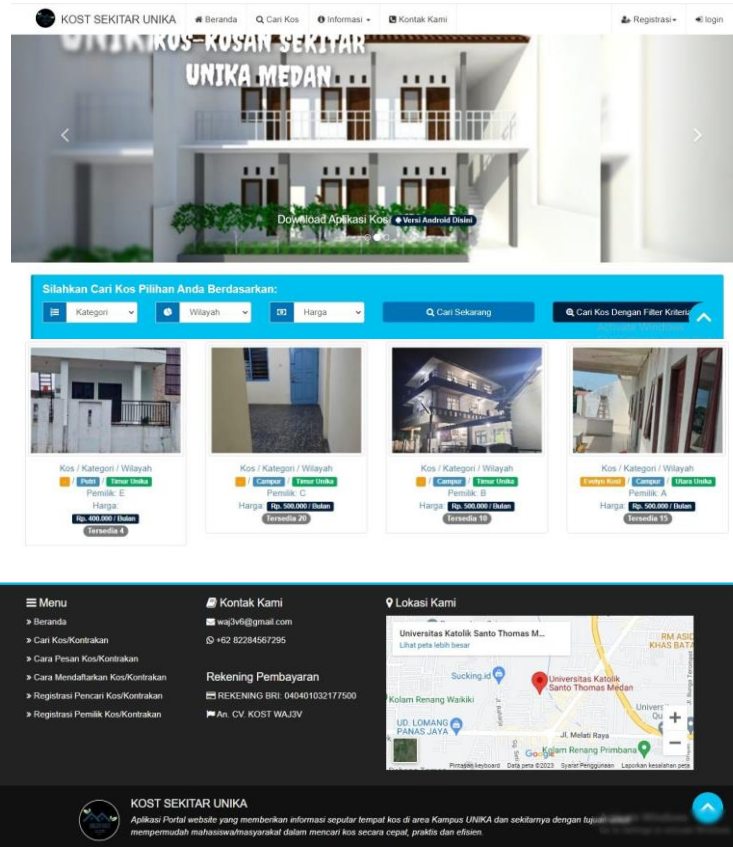 KOST SEKITAR UNIKA Beranda Cari Kos Informasi Kontak Kami Registrasi login
KOS-KOSAN SEKITAR
UNIKA MEDAN
Download Aplikasi Kos Versi Android Disini
Silahkan Cari Kos Pilihan Anda Berdasarkan:
Kategori Wilayah Harga Cari Sekarang Cari Kos Dengan Filter Kriteria
Activate Windows
Kos / Kategori / Wilayah
/ Putri / Timur Unika
Pemilik: E
Harga:
Rp. 400.000 / Bulan
Tersedia 4
Kos / Kategori / Wilayah
/ Campur / Timur Unika
Pemilik: C
Harga: Rp. 500.000 / Bulan
Tersedia 20
Kos / Kategori / Wilayah
/ Campur / Timur Unika
Pemilik: B
Harga: Rp. 500.000 / Bulan
Tersedia 10
Kos / Kategori / Wilayah
Evelyn Kost / Campur / Utara Unika
Pemilik: A
Harga: Rp. 500.000 / Bulan
Tersedia 15
Menu
» Beranda
» Cari Kos/Kontrakan
» Cara Pesan Kos/Kontrakan
» Cara Mendaftarkan Kos/Kontrakan
» Registrasi Pencari Kos/Kontrakan
» Registrasi Pemilik Kos/Kontrakan
Kontak Kami
waj3v6@gmail.com
+62 82284567295
Rekening Pembayaran
REKENING BRI: 040401032177500
An. CV. KOST WAJ3V
Lokasi Kami
Universitas Katolik Santo Thomas M...
Lihat peta lebih besar
RM ASIO
KHAS BATA
Sucking.id
Universitas Katolik
Santo Thomas Medan
Kolam Renang Waikiki
Univers
Qu
UD. LOMANG
PANAS JAYA
Jl. Melati Raya
Google
Kolam Renang Primbana
Pintasan keyboard Data peta ©2023 Syarat Penggunaan Laporkan kesalahan peta
KOST SEKITAR UNIKA
Aplikasi Portal website yang memberikan informasi seputar tempat kos di area Kampus UNIKA dan sekitarnya dengan tujuan untuk
mempermudah mahasiswa/masyarakat dalam mencari kos secara cepat, praktis dan efisien.